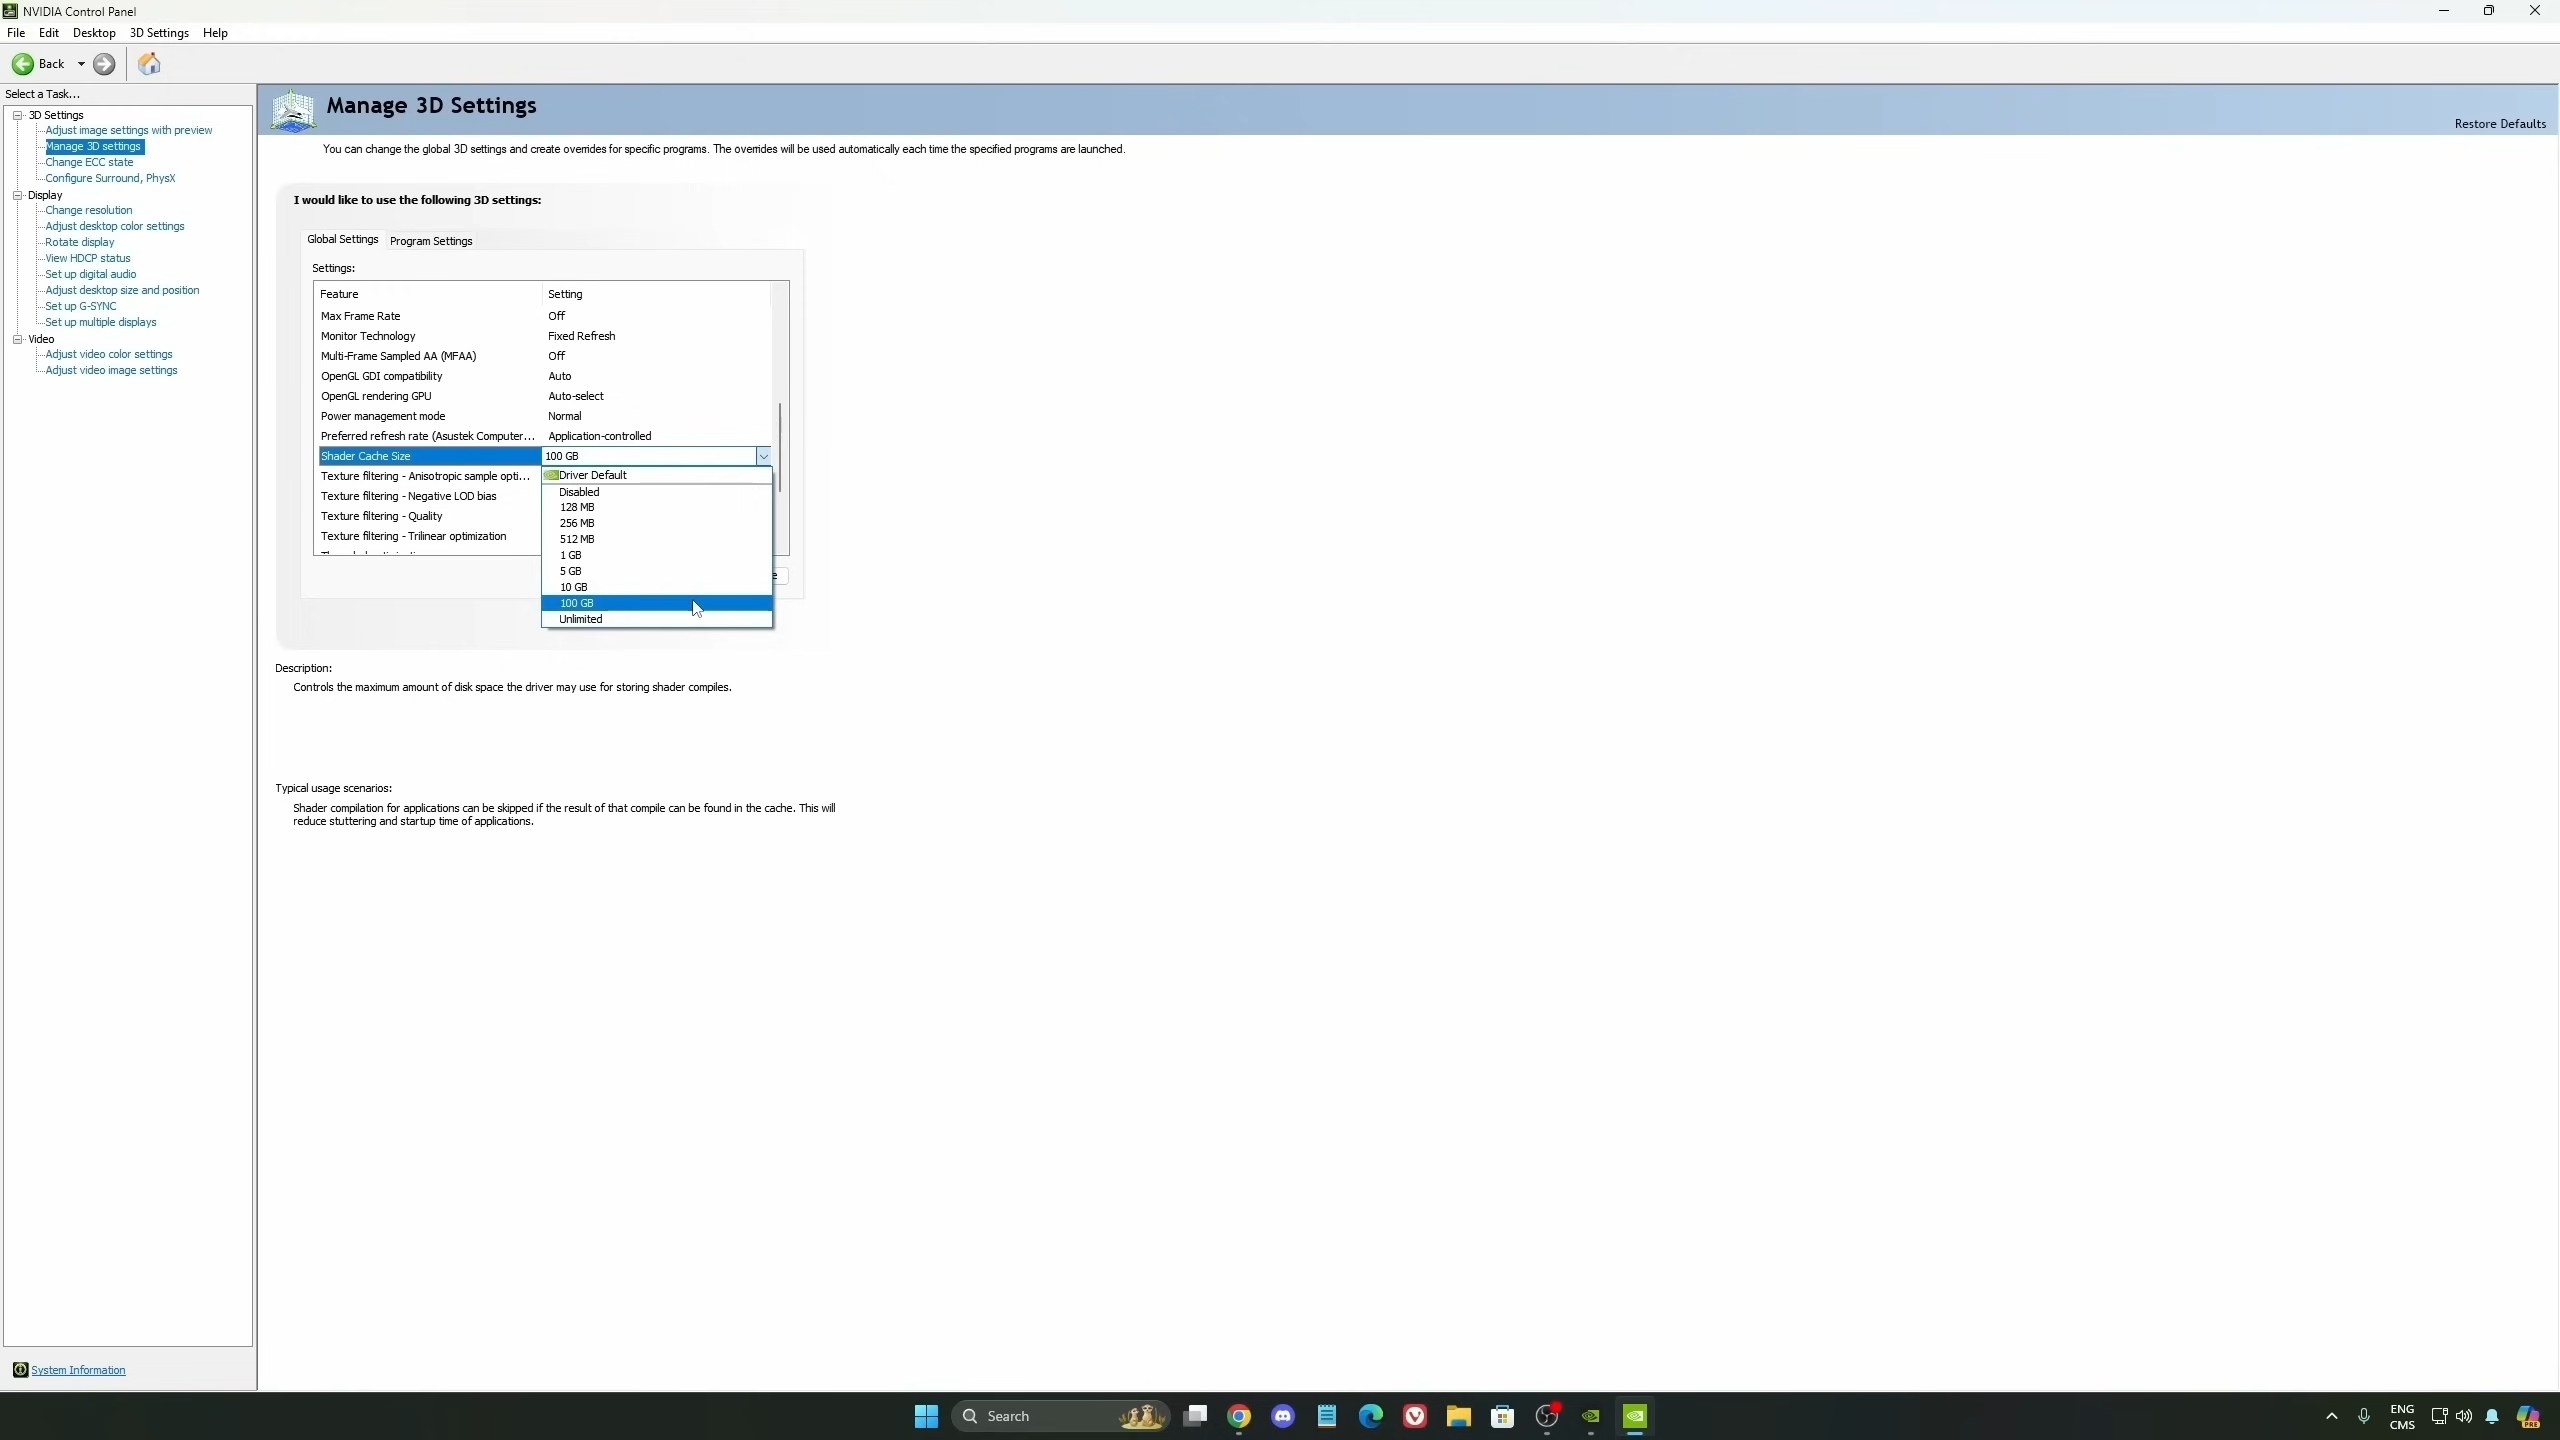 NVIDIA Control Panel
File Edit Desktop 3D Settings Help
Back
Select a Task...
3D Settings
Adjust image settings with preview
Manage 3D settings
Change ECC state
Configure Surround, PhysX
Display
Change resolution
Adjust desktop color settings
Rotate display
View HDCP status
Set up digital audio
Adjust desktop size and position
Set up G-SYNC
Set up multiple displays
Video
Adjust video color settings
Adjust video image settings
System Information
Manage 3D Settings
Restore Defaults
You can change the global 3D settings and create overrides for specific programs. The overrides will be used automatically each time the specified programs are launched.
I would like to use the following 3D settings:
Global Settings Program Settings
Settings:
Feature Setting
Max Frame Rate Off
Monitor Technology Fixed Refresh
Multi-Frame Sampled AA (MFAA) Off
OpenGL GDI compatibility Auto
OpenGL rendering GPU Auto-select
Power management mode Normal
Preferred refresh rate (Asustek Computer... Application-controlled
Shader Cache Size 100 GB
Texture filtering - Anisotropic sample opti...
Texture filtering - Negative LOD bias
Texture filtering - Quality
Texture filtering - Trilinear optimization
Driver Default
Disabled
128 MB
256 MB
512 MB
1 GB
5 GB
10 GB
100 GB
Unlimited
Description:
Controls the maximum amount of disk space the driver may use for storing shader compiles.
Typical usage scenarios:
Shader compilation for applications can be skipped if the result of that compile can be found in the cache. This will
reduce stuttering and startup time of applications.
Search
ENG
CMS
PRE